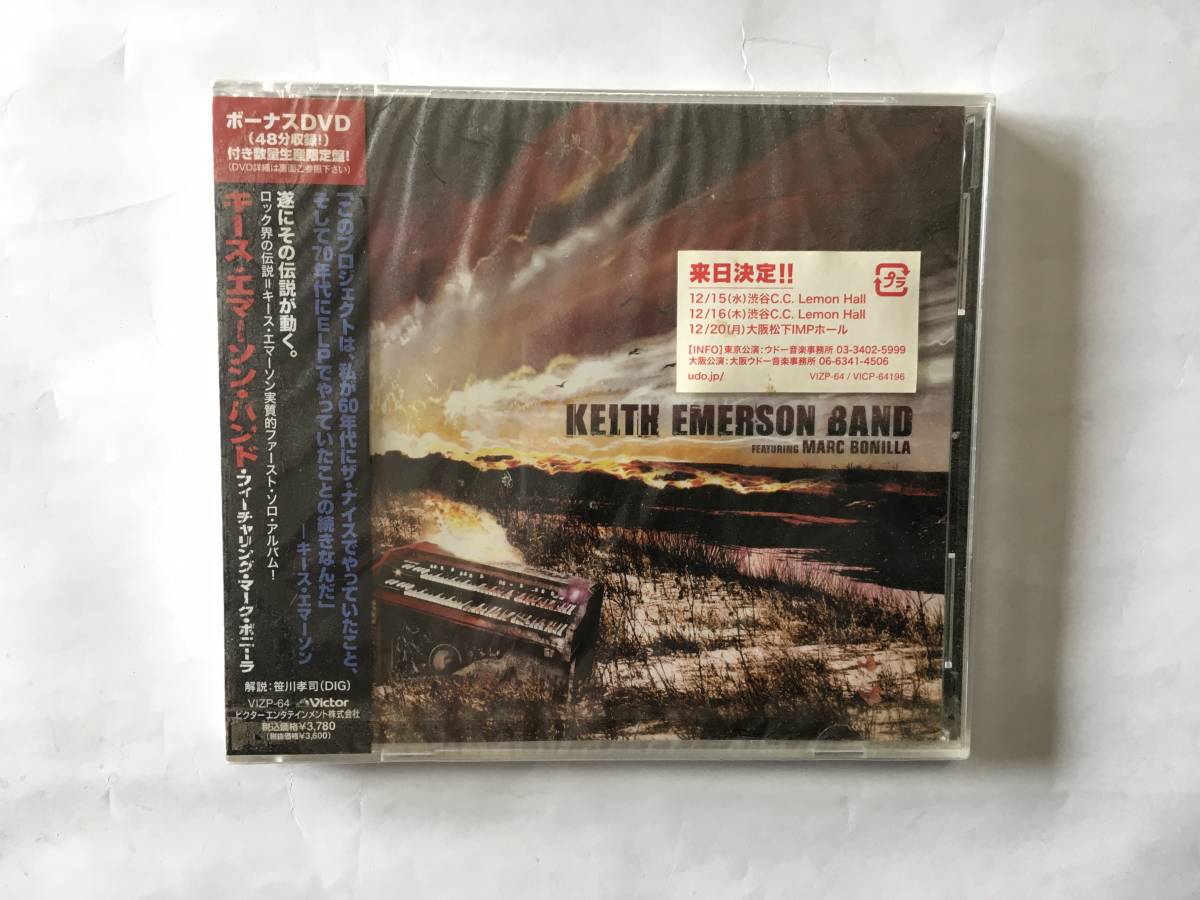 ボーナスDVD
(48分収録!)
付き数量生産限定盤!
(DVD詳細は裏面ご参照下さい)
「このプロジェクトは、私が60年代にザ・ナイスでやっていたこと、
そして70年代にELPでやっていたことの続きなんだ」
―キース・エマーソン
遂にその伝説が動く。
ロック界の伝説=キース・エマーソン実質的ファースト・ソロ・アルバム!
キース・エマーソン・バンド・フィーチャリング・マーク・ボニーラ
解説:笹川孝司(DIG)
VIZP-64 Victor
ビクターエンタテインメント株式会社
税込価格¥3,780
(税抜価格¥3,600)
来日決定!!
プラ
12/15(水)渋谷C.C. Lemon Hall
12/16(木)渋谷C.C. Lemon Hall
12/20(月)大阪松下IMPホール
[INFO]東京公演:ウドー音楽事務所 03-3402-5999
大阪公演:大阪ウドー音楽事務所 06-6341-4506
udo.jp/ VIZP-64 / VICP-64196
KEITH EMERSON BAND
FEATURING MARC BONILLA